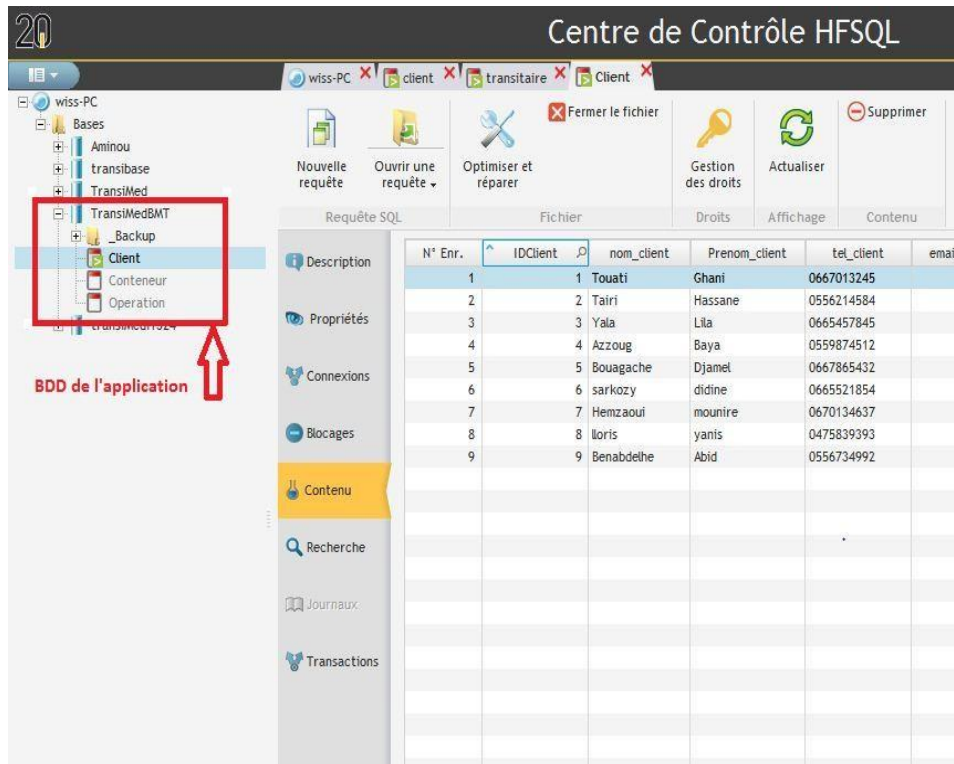 20
Centre de Contrôle HFSQL
wiss-PC
client
transitaire
Client
wiss-PC
Bases
Aminou
transibase
TransiMed
TransiMedBMT
_Backup
Client
Conteneur
Operation
BDD de l'application
Nouvelle requête
Ouvrir une requête
Optimiser et réparer
Fermer le fichier
Gestion des droits
Actualiser
Supprimer
Requête SQL
Fichier
Droits
Affichage
Contenu
Description
Propriétés
Connexions
Blocages
Contenu
Recherche
Journaux
Transactions
N° Enr. IDClient nom_client Prenom_client tel_client emai
1 1 Touati Ghani 0667013245
2 2 Tairi Hassane 0556214584
3 3 Yala Lila 0665457845
4 4 Azzoug Baya 0559874512
5 5 Bouagache Djamel 0667865432
6 6 sarkozy didine 0665521854
7 7 Hemzaoui mounire 0670134637
8 8 lloris yanis 0475839393
9 9 Benabdelhe Abid 0556734992